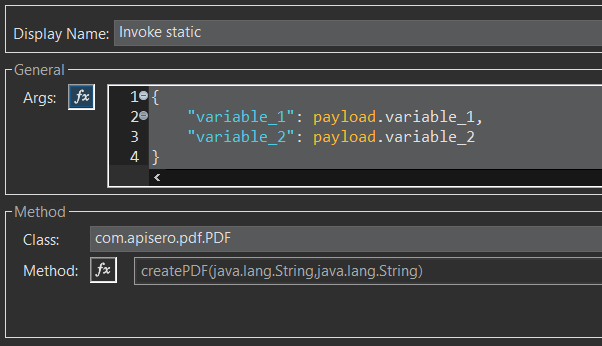 Display Name: Invoke static
General
Args: fx
1 {
2 "variable_1": payload.variable_1,
3 "variable_2": payload.variable_2
4 }
Method
Class: com.apisero.pdf.PDF
Method: fx createPDF(java.lang.String,java.lang.String)